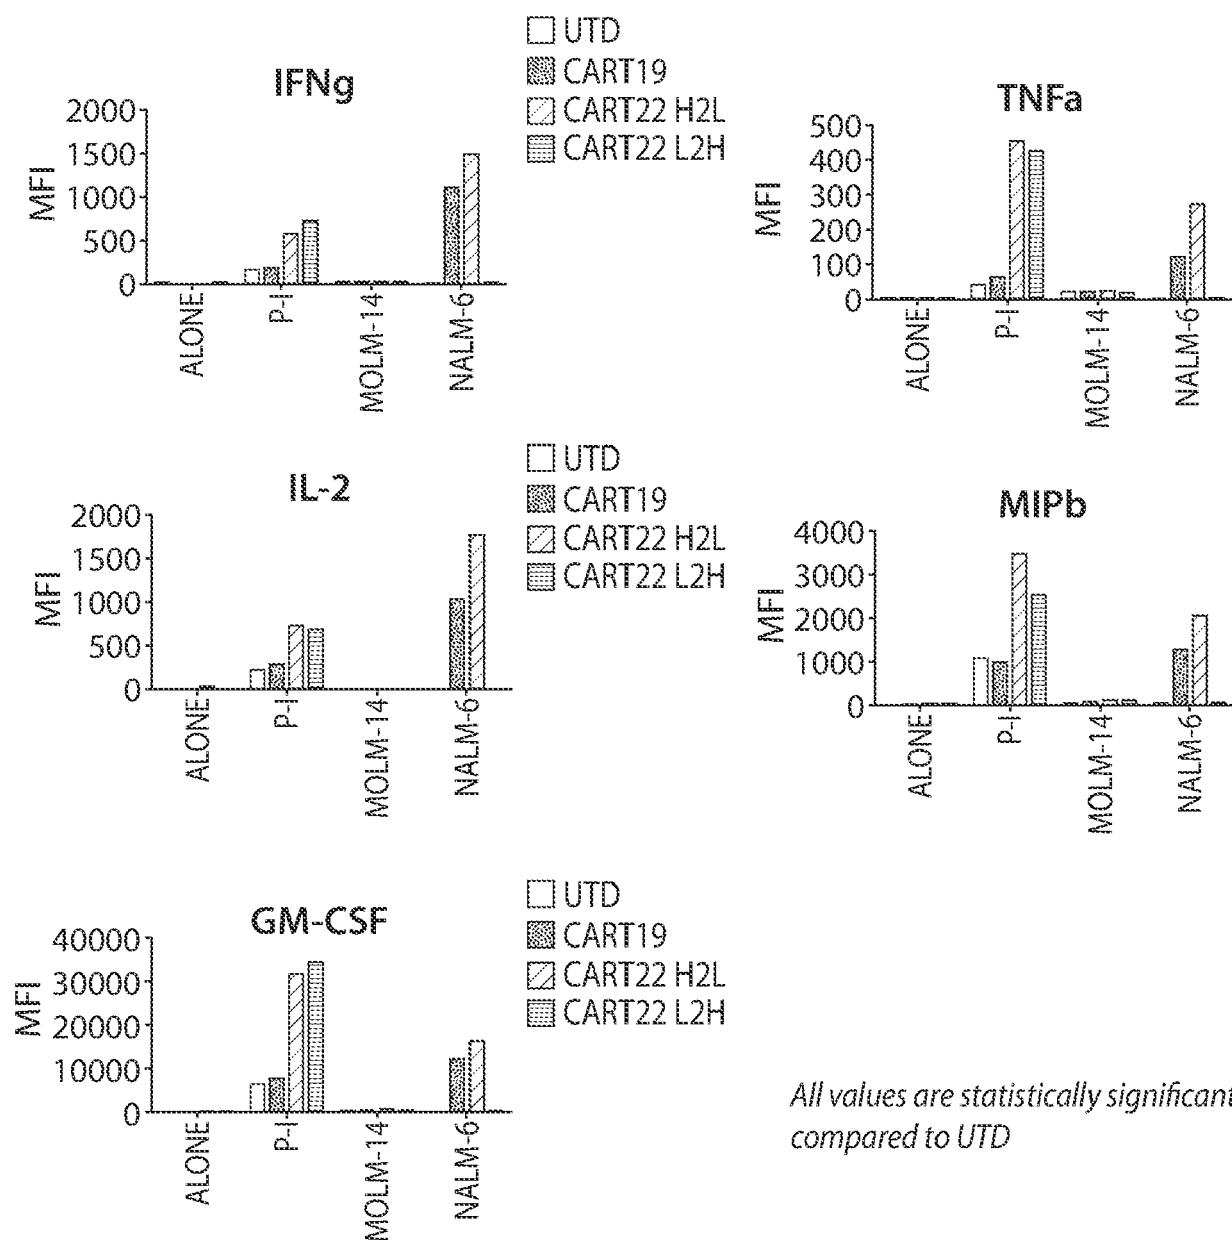 IFNg
MFI
2000
1500
1000
500
0
ALONE
P-I
MOLM-14
NALM-6
UTD
CART19
CART22 H2L
CART22 L2H
TNFa
MFI
500
400
300
200
100
0
ALONE
P-I
MOLM-14
NALM-6
IL-2
MFI
2000
1500
1000
500
0
ALONE
P-I
MOLM-14
NALM-6
UTD
CART19
CART22 H2L
CART22 L2H
MIPb
MFI
4000
3000
2000
1000
0
ALONE
P-I
MOLM-14
NALM-6
GM-CSF
MFI
40000
30000
20000
10000
0
ALONE
P-I
MOLM-14
NALM-6
UTD
CART19
CART22 H2L
CART22 L2H
All values are statistically significant
compared to UTD